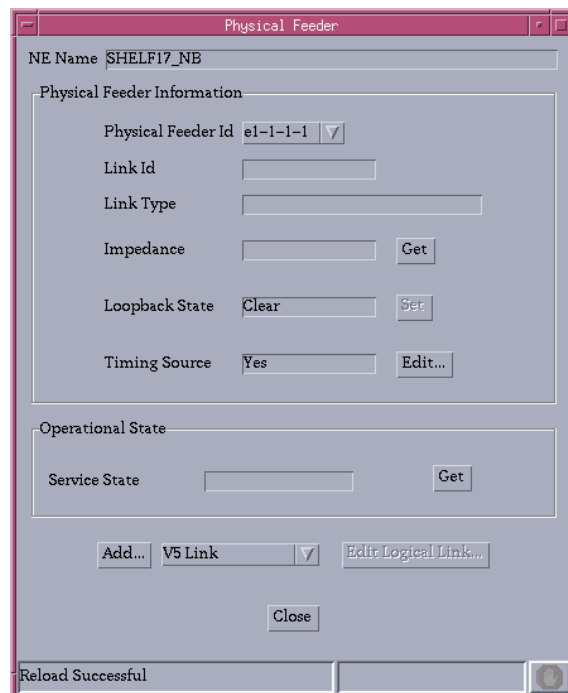 Physical Feeder
NE Name SHELF17_NB
Physical Feeder Information
Physical Feeder Id e1-1-1-1
Link Id
Link Type
Impedance Get
Loopback State Clear Set
Timing Source Yes Edit...
Operational State
Service State Get
Add... V5 Link Edit Logical Link...
Close
Reload Successful